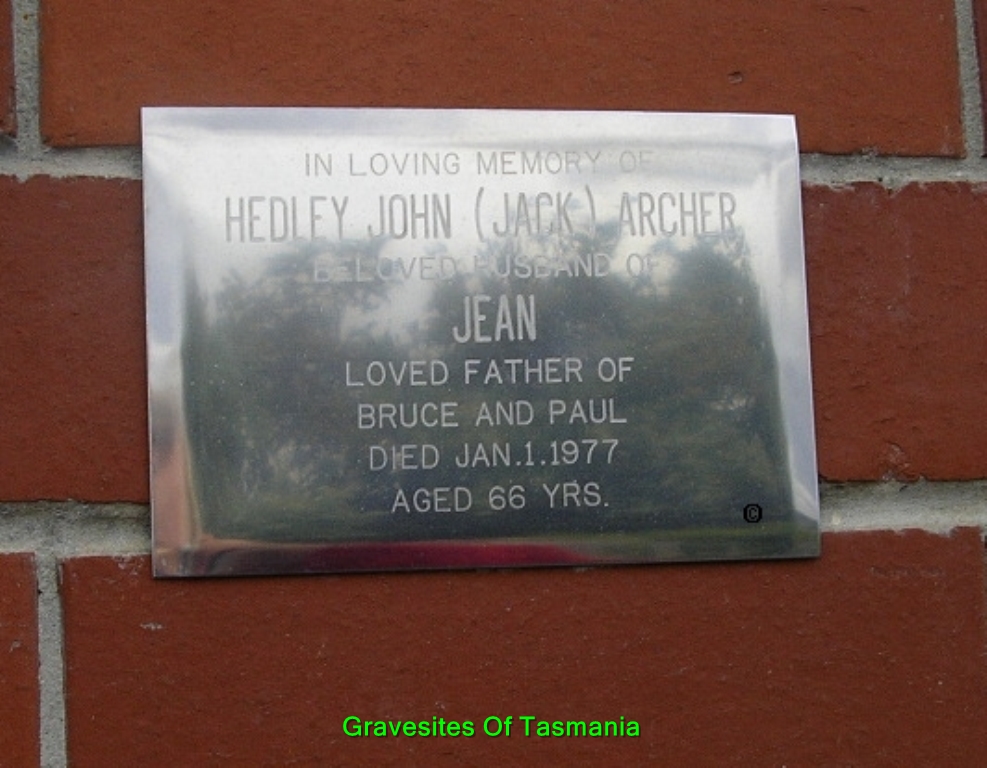 IN LOVING MEMORY OF
HEDLEY JOHN (JACK) ARCHER
BELOVED HUSBAND OF
JEAN
LOVED FATHER OF
BRUCE AND PAUL
DIED JAN.1.1977
AGED 66 YRS.
©
Gravesites Of Tasmania